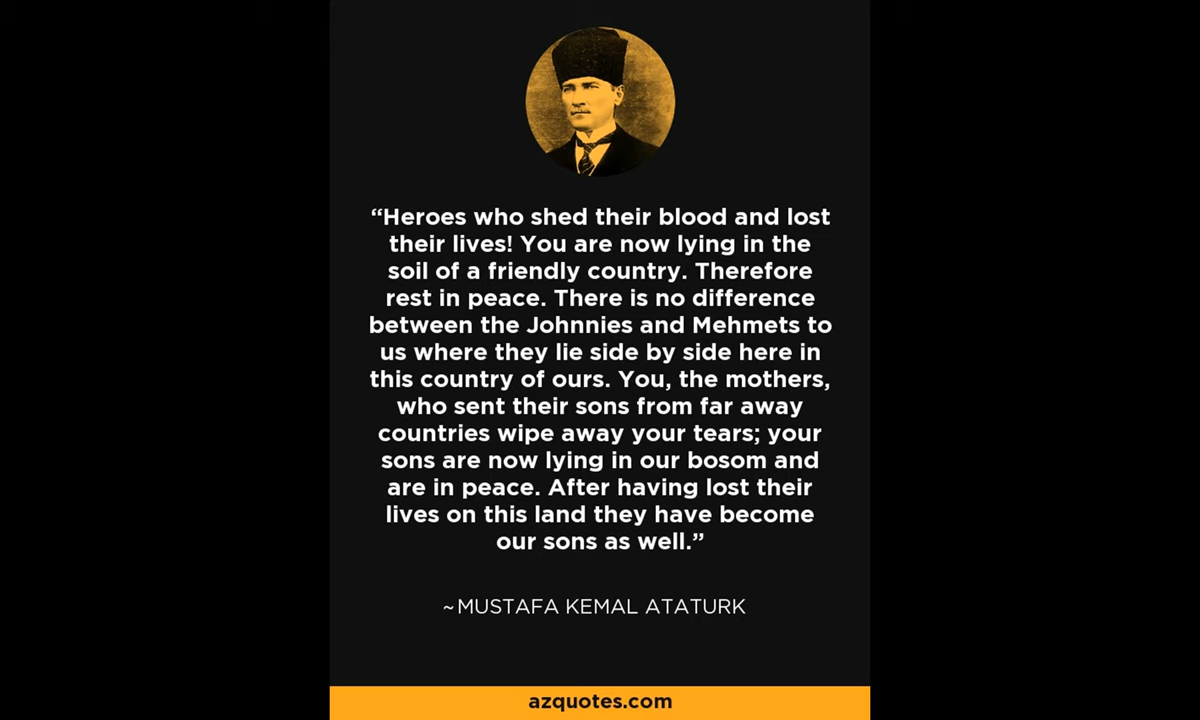 “Heroes who shed their blood and lost
their lives! You are now lying in the
soil of a friendly country. Therefore
rest in peace. There is no difference
between the Johnnies and Mehmets to
us where they lie side by side here in
this country of ours. You, the mothers,
who sent their sons from far away
countries wipe away your tears; your
sons are now lying in our bosom and
are in peace. After having lost their
lives on this land they have become
our sons as well.”
~ MUSTAFA KEMAL ATATURK
azquotes.com